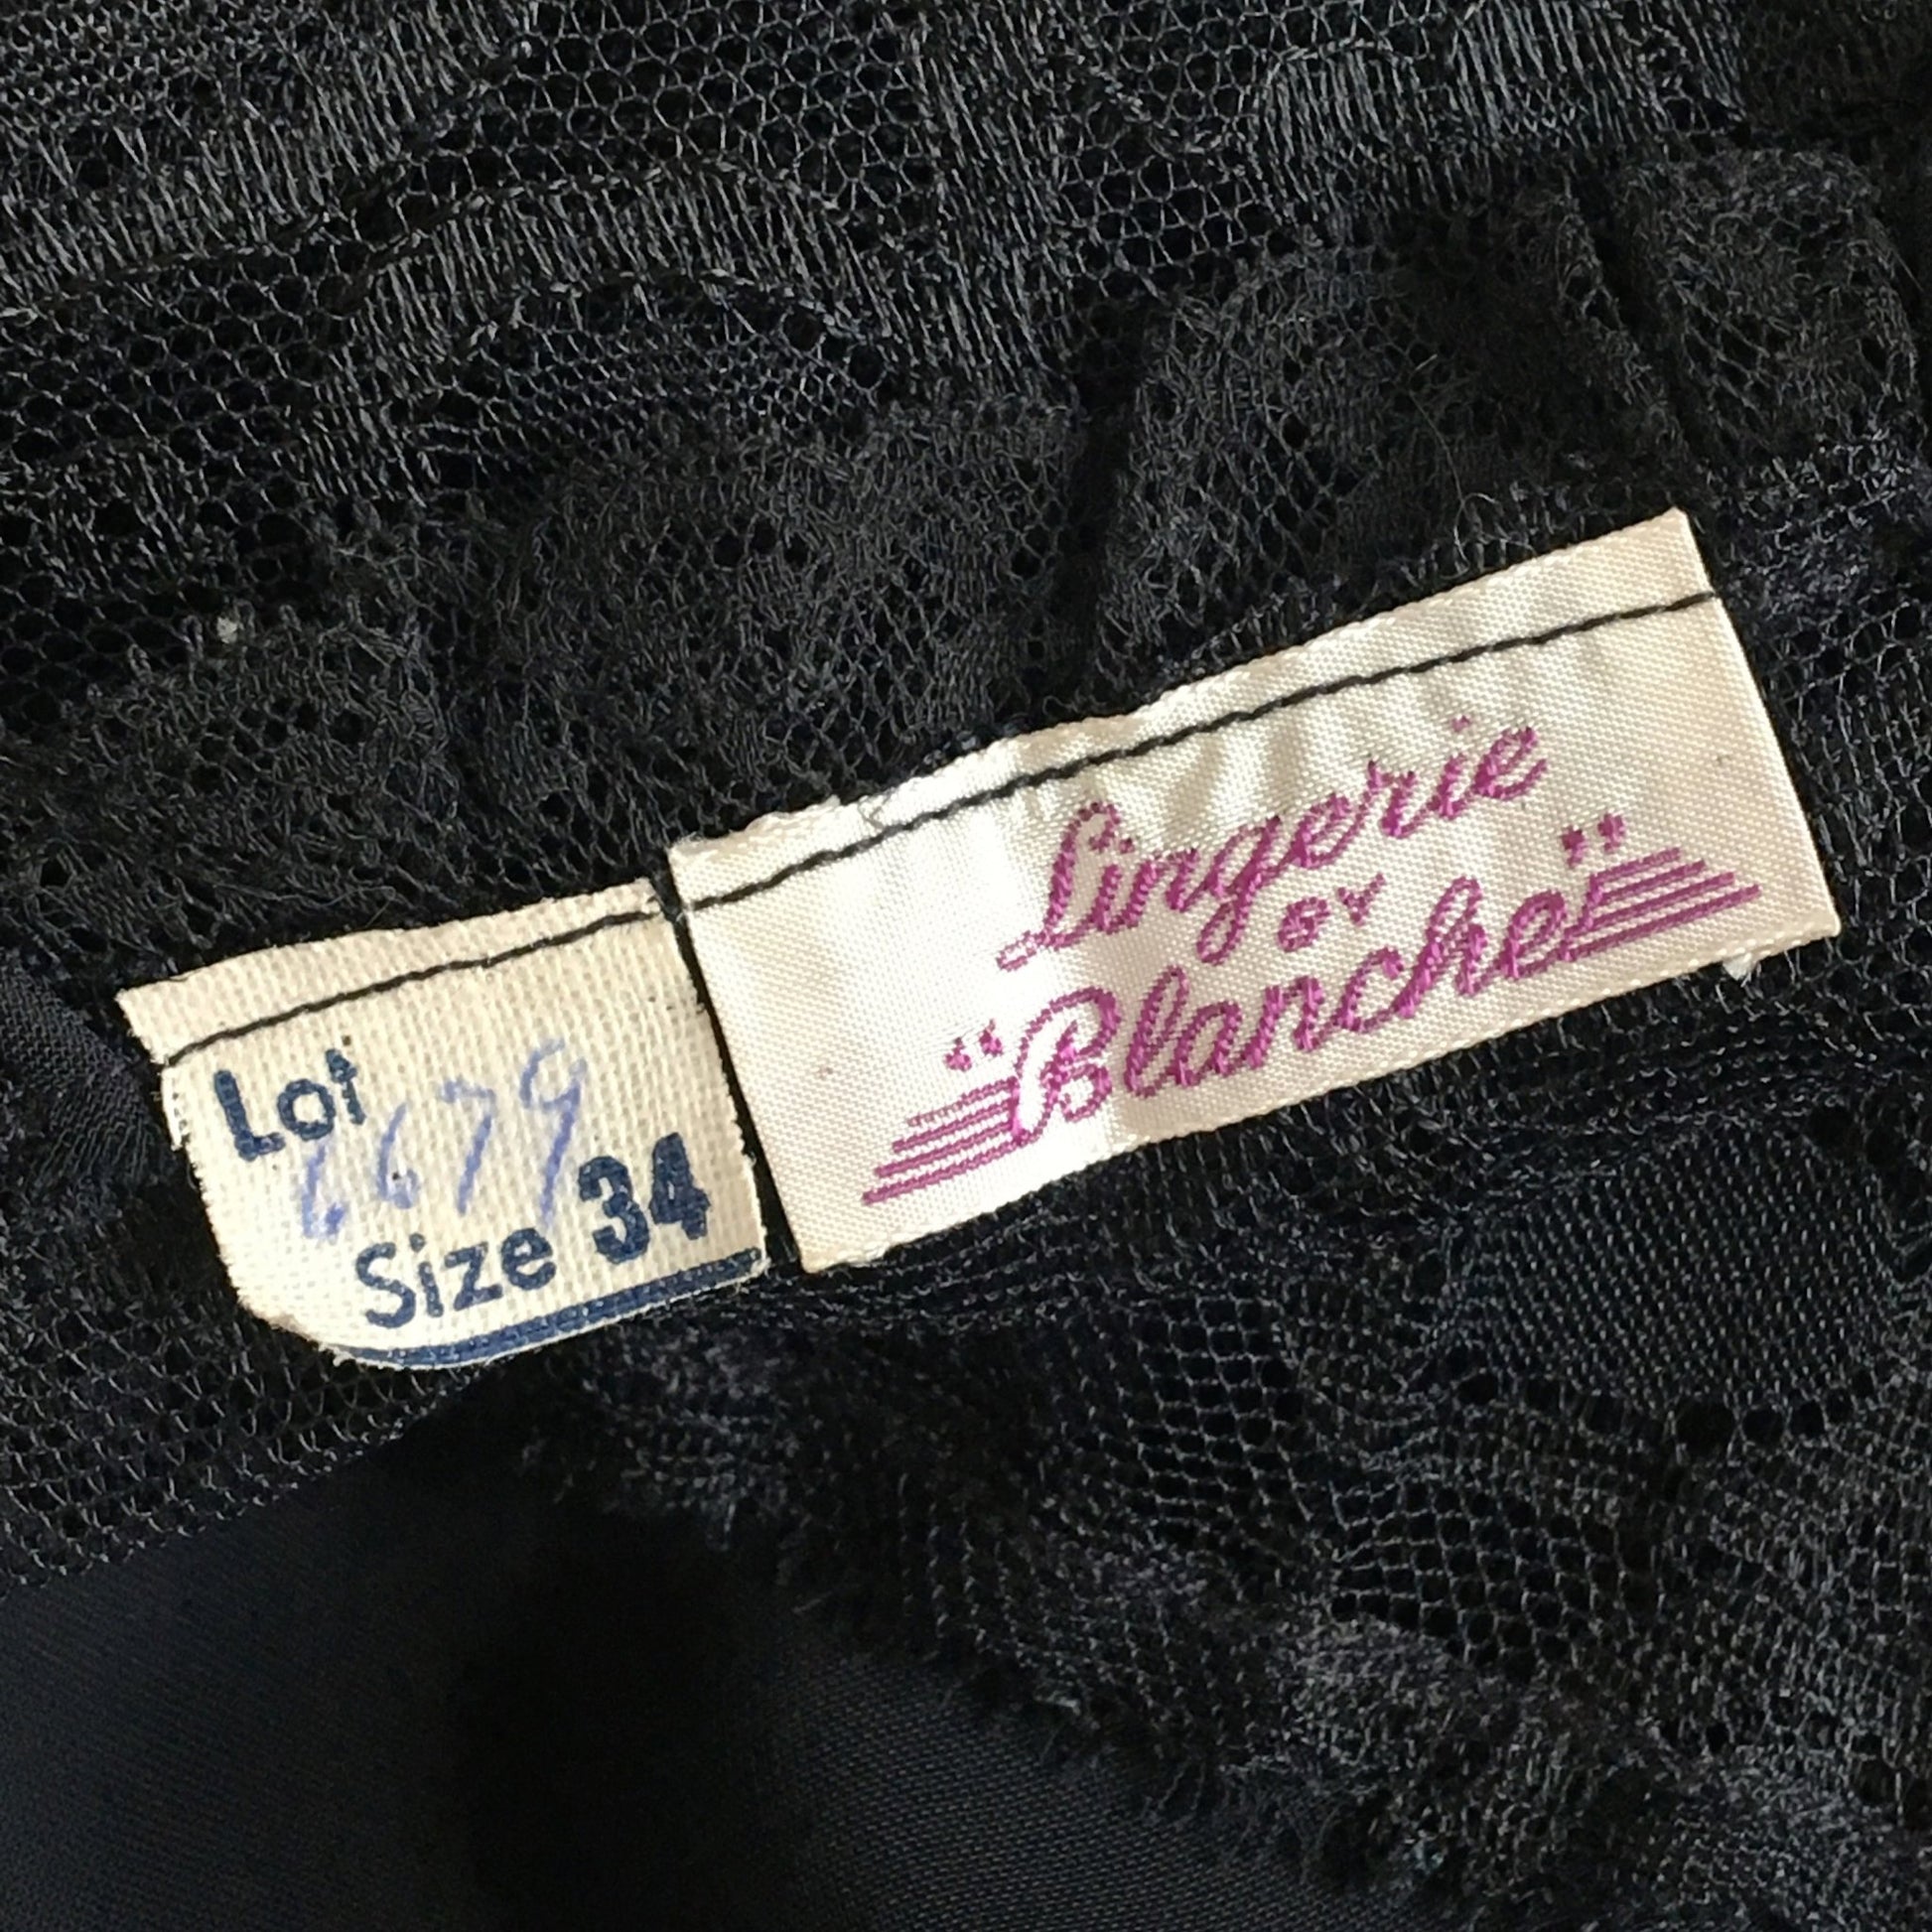 Lot
6679
Size 34
Lingerie
BY
"Blanche"